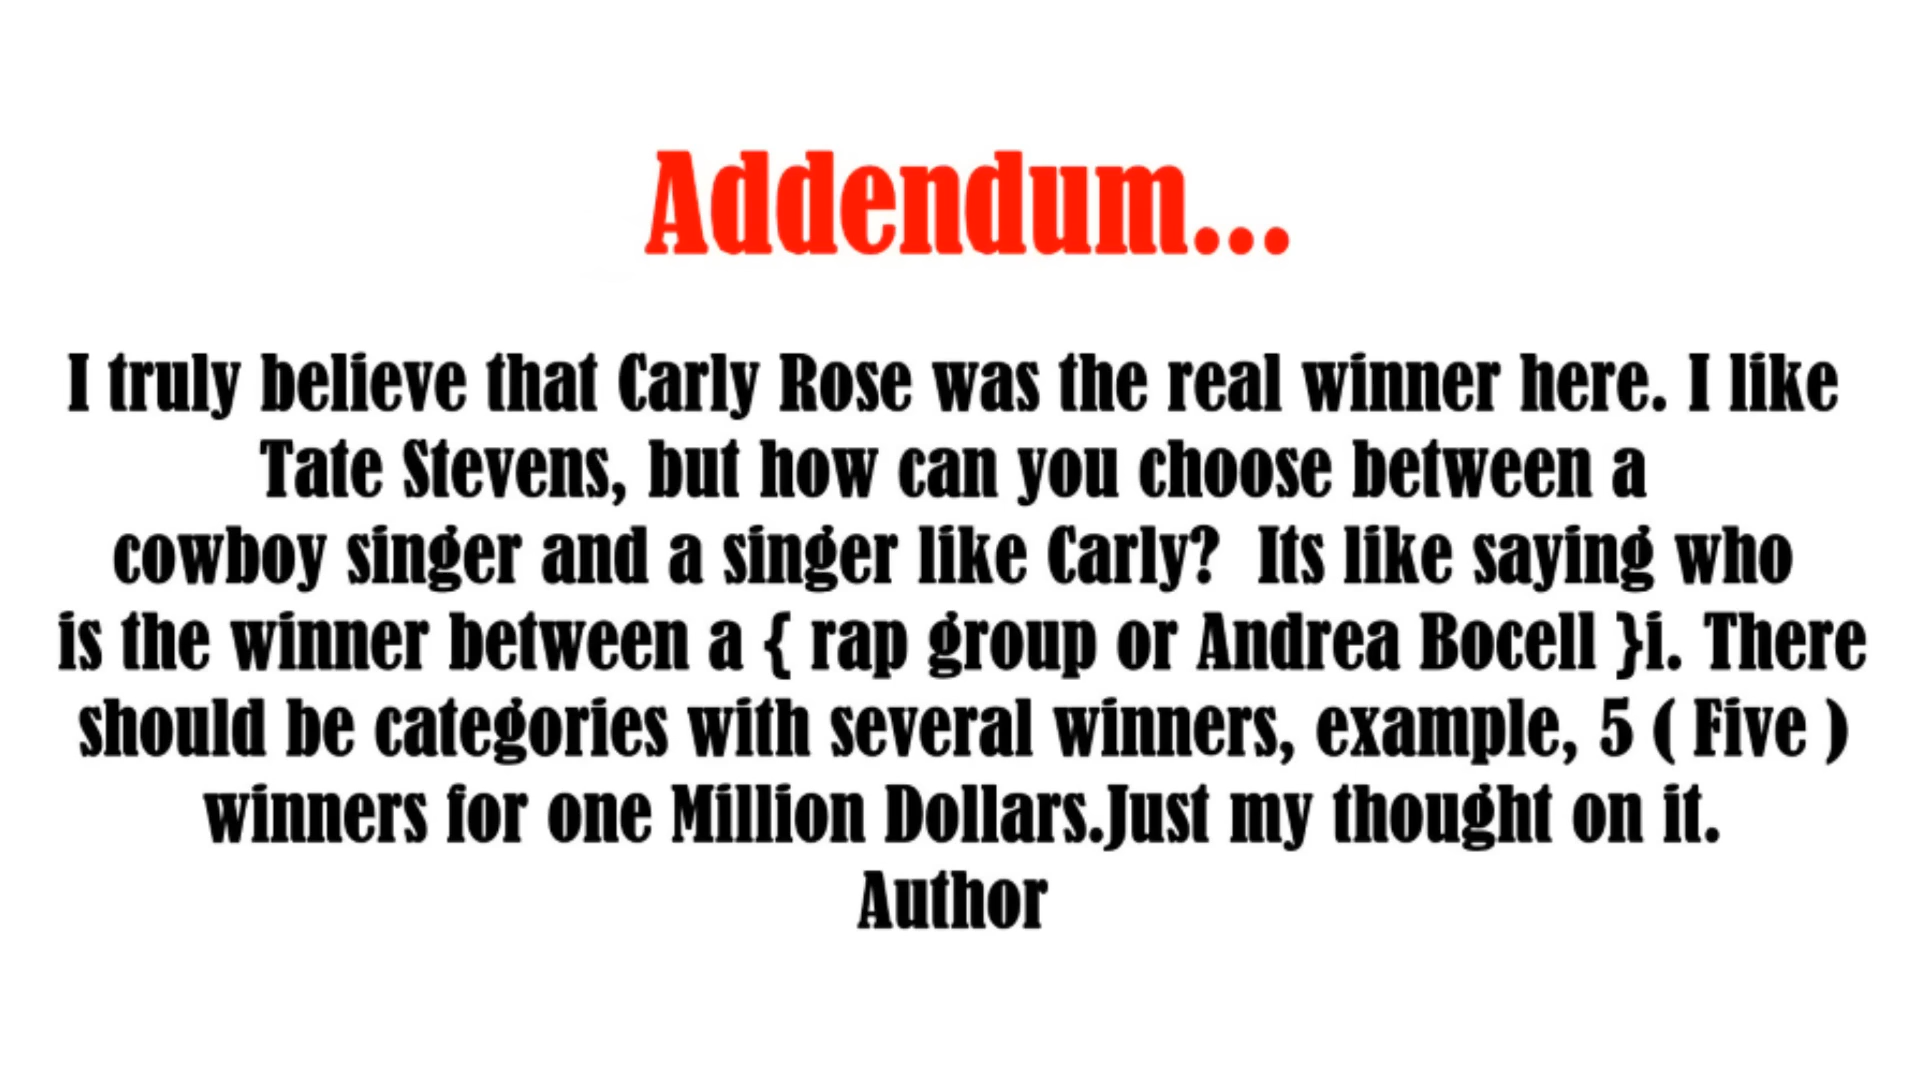 Addendum...
I truly believe that Carly Rose was the real winner here. I like
Tate Stevens, but how can you choose between a
cowboy singer and a singer like Carly?  Its like saying who
is the winner between a { rap group or Andrea Bocell }i. There
should be categories with several winners, example, 5 ( Five )
winners for one Million Dollars.Just my thought on it.
Author